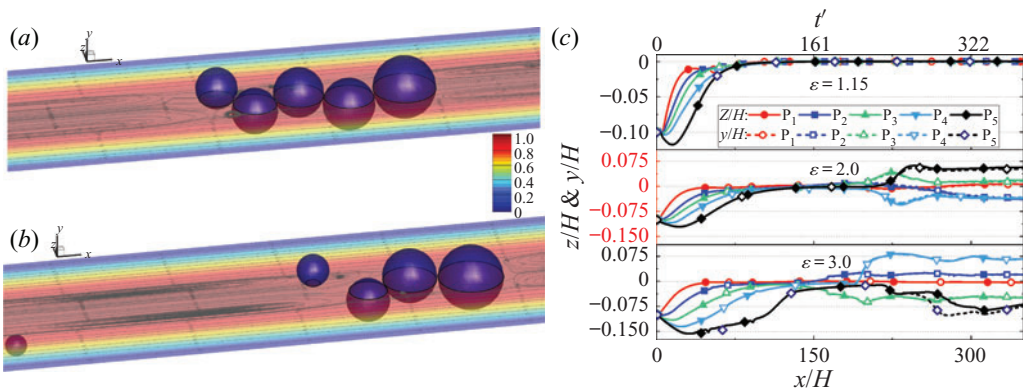 (a)
y
z
x
1.0
0.8
0.6
0.4
0.2
0
(b)
y
z
x
(c)
t′
0 161 322
0
−0.05
−0.10
ε = 1.15
Z/H: P1 P2 P3 P4 P5
y/H: P1 P2 P3 P4 P5
0.075
0
−0.075
−0.150
ε = 2.0
0.075
0
−0.075
−0.150
ε = 3.0
z/H & y/H
0 150 300
x/H